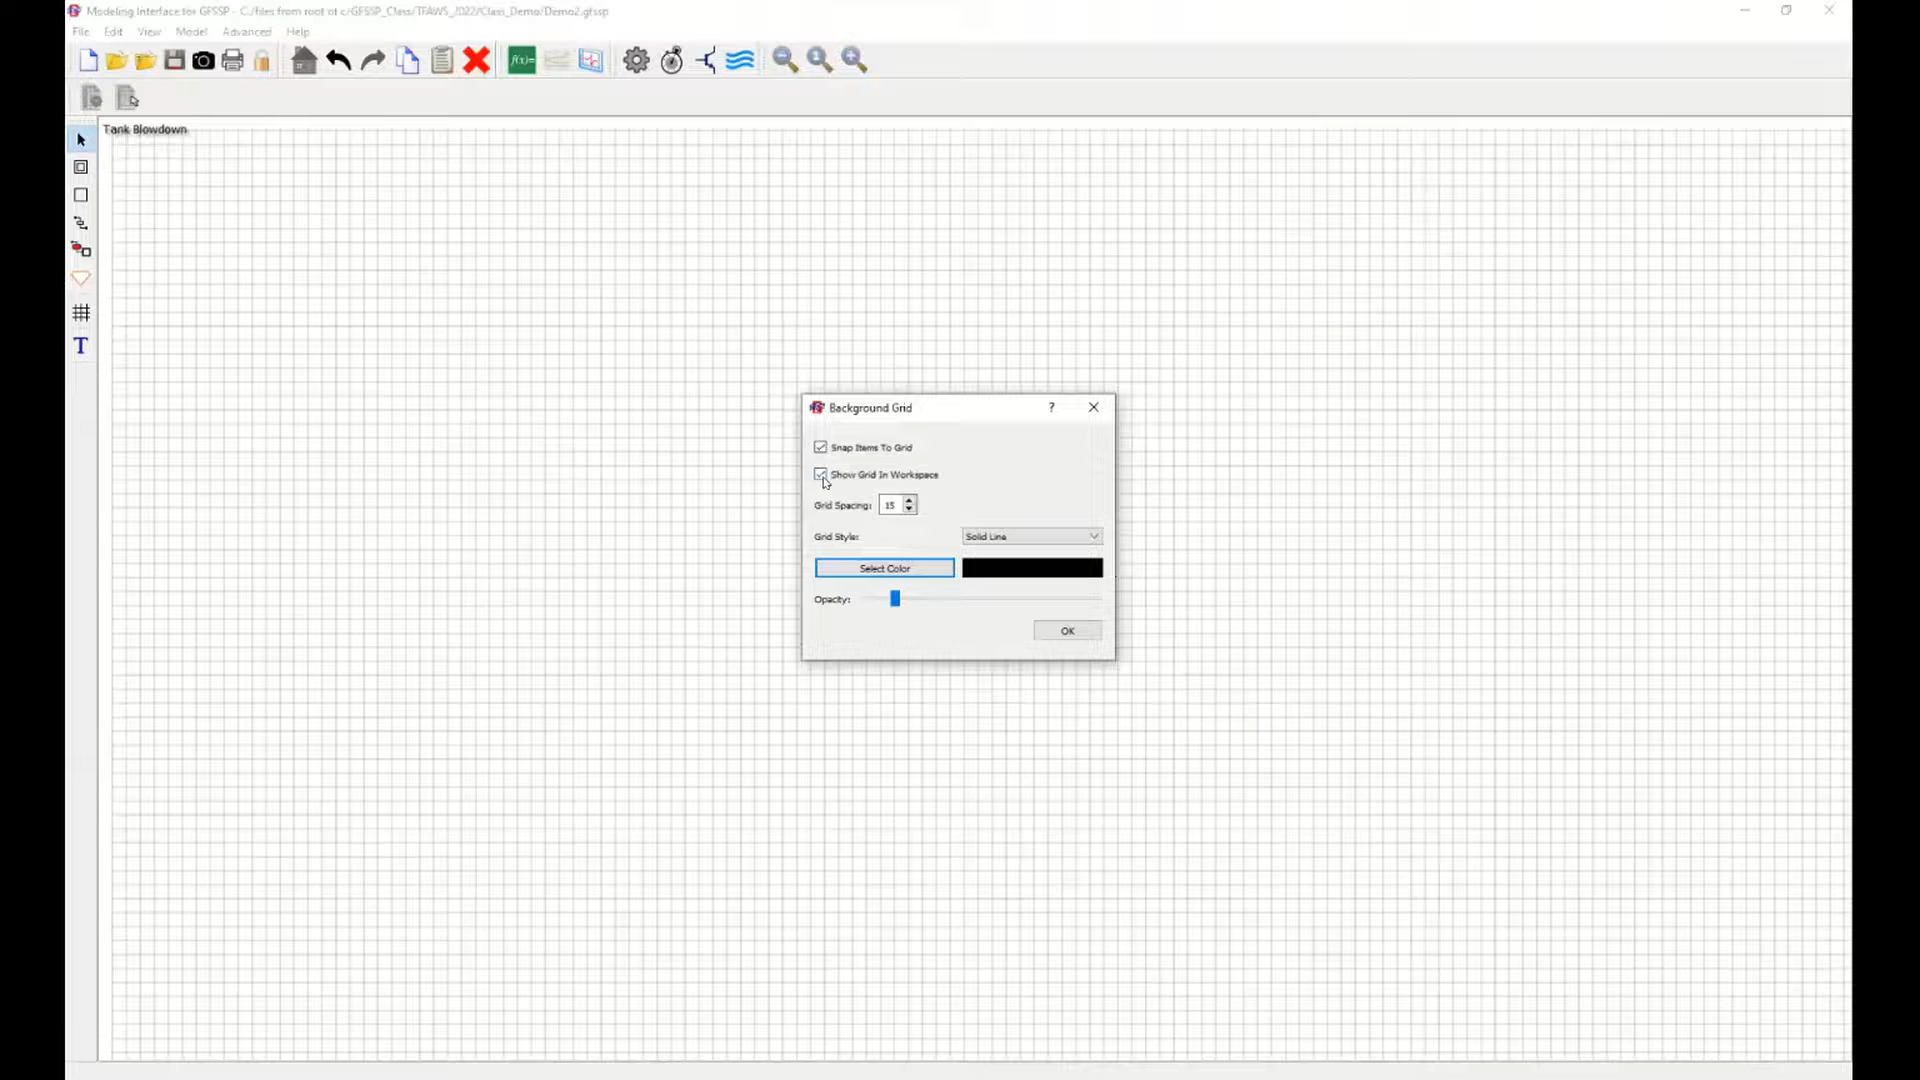 Modeling Interface for GFSSP - C:/files from root of c/GFSSP_Class/TFAWS_2022/Class_Demo/Demo2.gfssp
File Edit View Model Advanced Help
f(x)=
1
Tank Blowdown
T
Background Grid ?
Snap Items To Grid
Show Grid In Workspace
Grid Spacing: 15
Grid Style: Solid Line
Select Color
Opacity:
OK